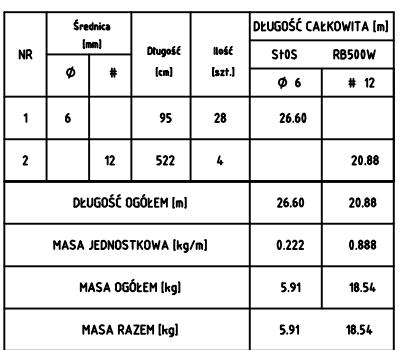 NR Średnica [mm] Długość [cm] Ilość [szt.] DŁUGOŚĆ CAŁKOWITA [m]
St0S RB500W
Ø # Ø 6 # 12
1 6 95 28 26.60
2 12 522 4 20.88
DŁUGOŚĆ OGÓŁEM [m] 26.60 20.88
MASA JEDNOSTKOWA [kg/m] 0.222 0.888
MASA OGÓŁEM [kg] 5.91 18.54
MASA RAZEM [kg] 5.91 18.54